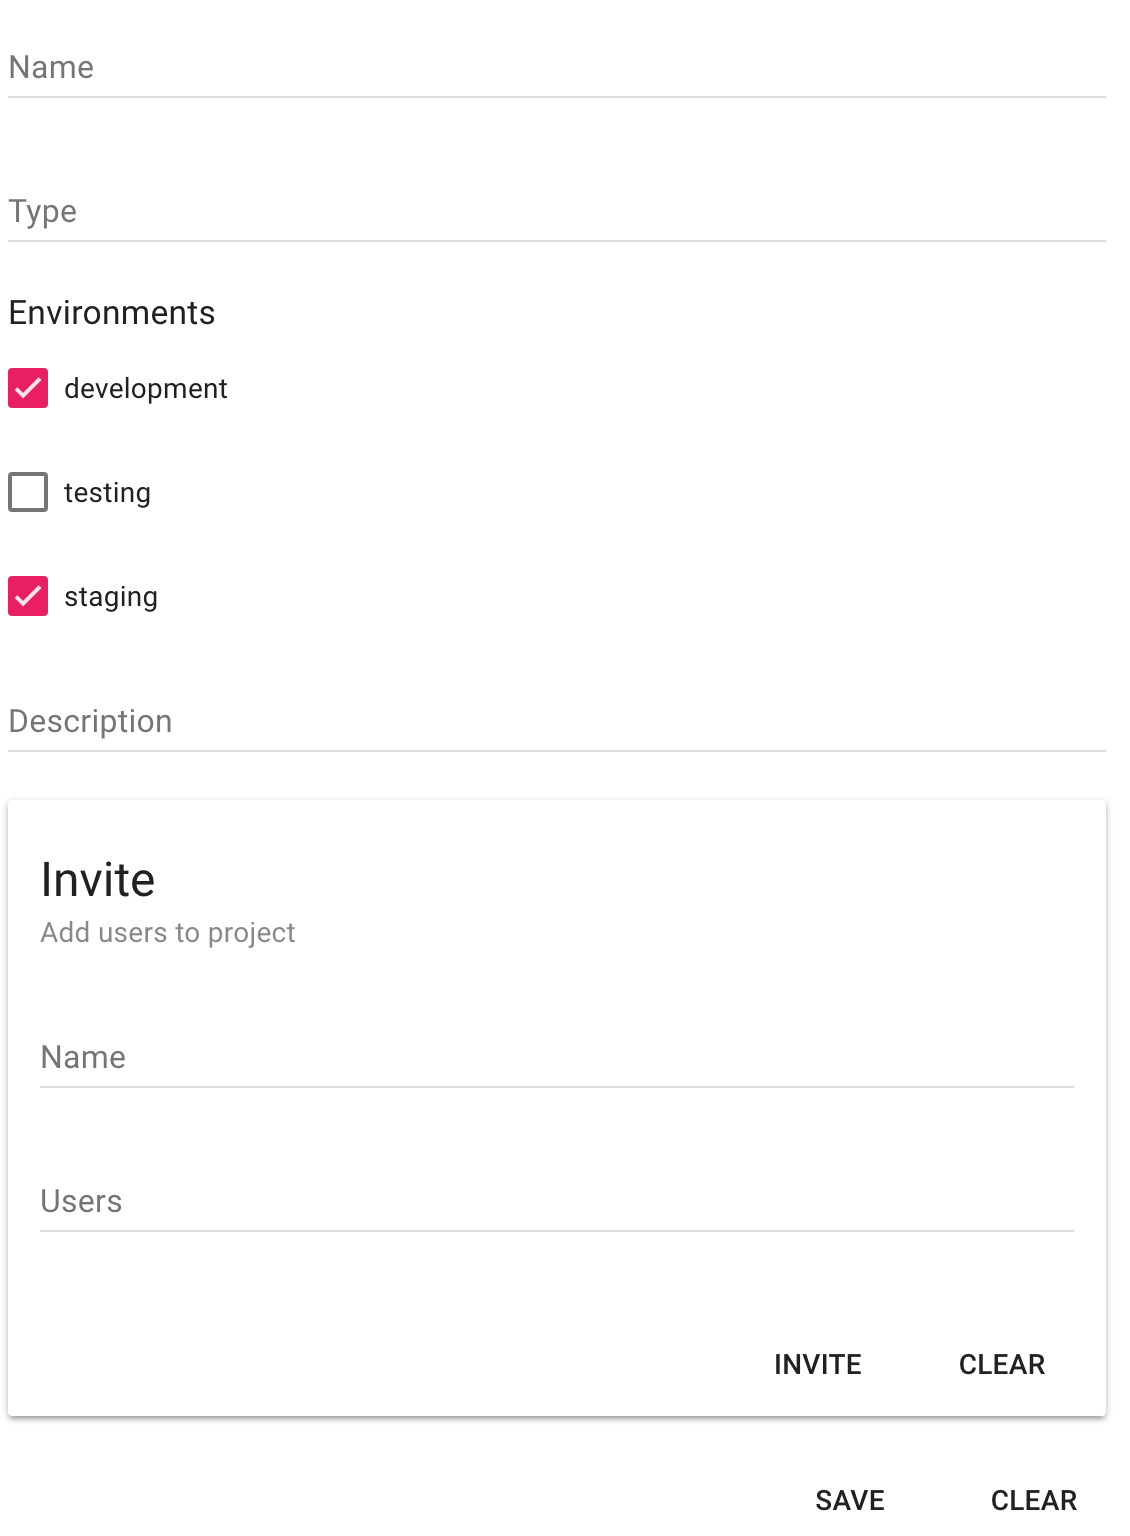 Name
Type
Environments
development
testing
staging
Description
Invite
Add users to project
Name
Users
INVITE CLEAR
SAVE CLEAR